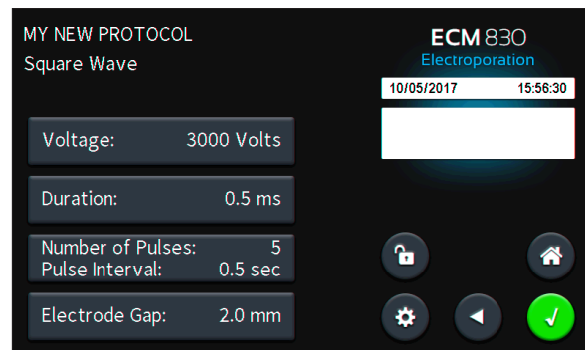 MY NEW PROTOCOL
Square Wave
ECM 830
Electroporation
10/05/2017 15:56:30
Voltage: 3000 Volts
Duration: 0.5 ms
Number of Pulses: 5
Pulse Interval: 0.5 sec
Electrode Gap: 2.0 mm